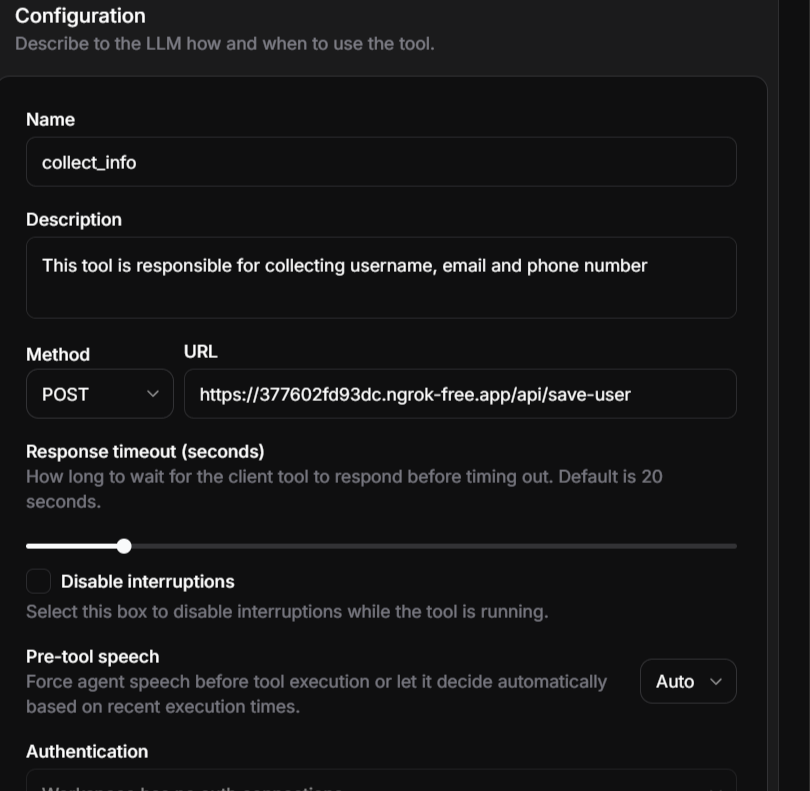 Configuration
Describe to the LLM how and when to use the tool.
Name
collect_info
Description
This tool is responsible for collecting username, email and phone number
Method
URL
POST
https://377602fd93dc.ngrok-free.app/api/save-user
Response timeout (seconds)
How long to wait for the client tool to respond before timing out. Default is 20
seconds.
Disable interruptions
Select this box to disable interruptions while the tool is running.
Pre-tool speech
Force agent speech before tool execution or let it decide automatically
based on recent execution times.
Auto
Authentication